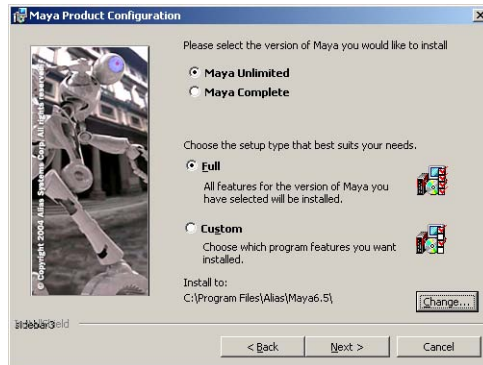 Maya Product Configuration
Please select the version of Maya you would like to install
Maya Unlimited
Maya Complete
Choose the setup type that best suits your needs.
Full
All features for the version of Maya you
have selected will be installed.
Custom
Choose which program features you want
installed.
Install to:
C:\Program Files\Alias\Maya6.5\
Change...
© Copyright 2004 Alias Systems Corp. All rights reserved.
sidebar3
< Back
Next >
Cancel